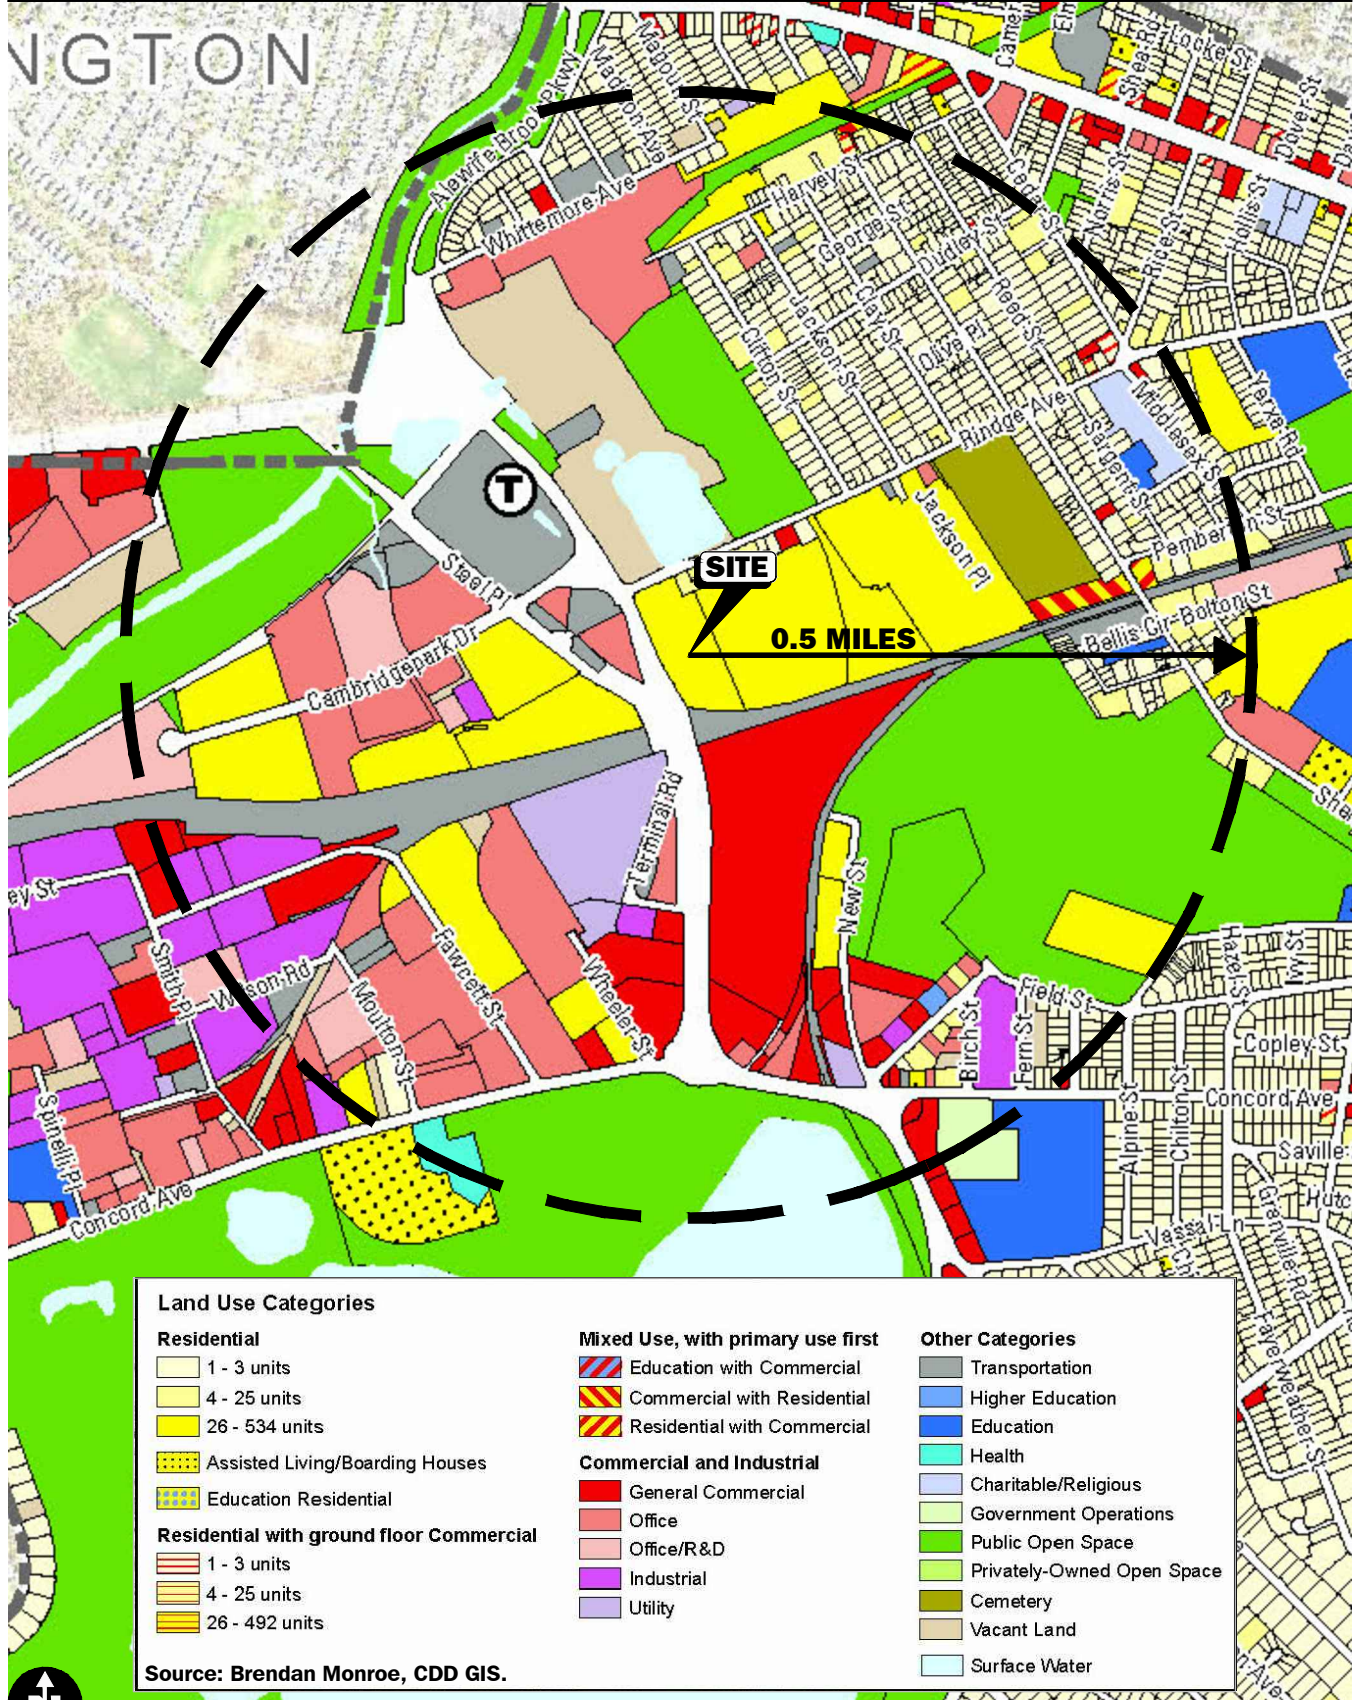 NGTON
Locke St
Dover St
Magoun St
Madison Ave
Whittemore Ave
Harvey St
George St
Dudley St
Clay St
Reed St
Jackson St
Clifton St
Olive Pl
Rice St
Rindge Ave
Middlesex St
Sargent St
Yerxa Rd
Jackson Pl
Pemberton St
Bellis Cir
Bolton St
T
Steel Pl
SITE
0.5 MILES
Cambridgepark Dr
Terminal Rd
New St
ey St
Smith Pl
Wilson Rd
Fawcett St
Moulton St
Wheeler St
Field St
Birch St
Fern St
Hazel St
Ivy St
Copley St
Concord Ave
Alpine St
Chilton St
Saville
Spinelli Pl
Concord Ave
Vassal Ln
Granville Rd
Fayerweather St
Land Use Categories
Residential
1 - 3 units
4 - 25 units
26 - 534 units
Assisted Living/Boarding Houses
Education Residential
Residential with ground floor Commercial
1 - 3 units
4 - 25 units
26 - 492 units
Source: Brendan Monroe, CDD GIS.
Mixed Use, with primary use first
Education with Commercial
Commercial with Residential
Residential with Commercial
Commercial and Industrial
General Commercial
Office
Office/R&D
Industrial
Utility
Other Categories
Transportation
Higher Education
Education
Health
Charitable/Religious
Government Operations
Public Open Space
Privately-Owned Open Space
Cemetery
Vacant Land
Surface Water